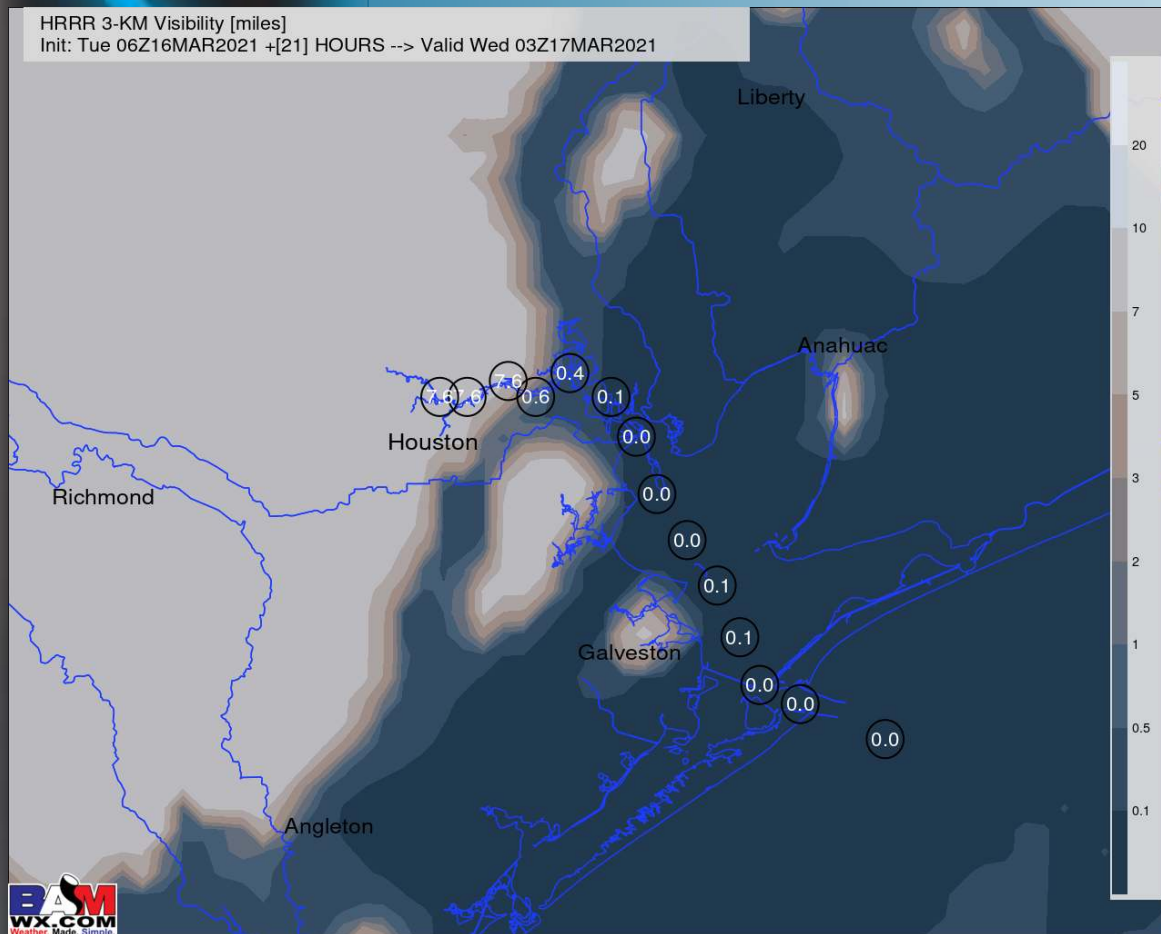 HRRR 3-KM Visibility [miles]
Init: Tue 06Z16MAR2021 +[21] HOURS --> Valid Wed 03Z17MAR2021
Liberty
20
10
7
Anahuac
7.6 7.6 7.6 0.6 0.4 0.1
5
0.0
Houston
3
Richmond
0.0
0.0
2
0.1
0.1
1
Galveston
0.0
0.0
0.5
0.0
0.1
Angleton
BAM
WX.COM
Weather. Made. Simple.